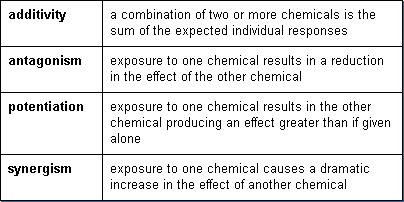 additivity a combination of two or more chemicals is the
sum of the expected individual responses
antagonism exposure to one chemical results in a reduction
in the effect of the other chemical
potentiation exposure to one chemical results in the other
chemical producing an effect greater than if given
alone
synergism exposure to one chemical causes a dramatic
increase in the effect of another chemical